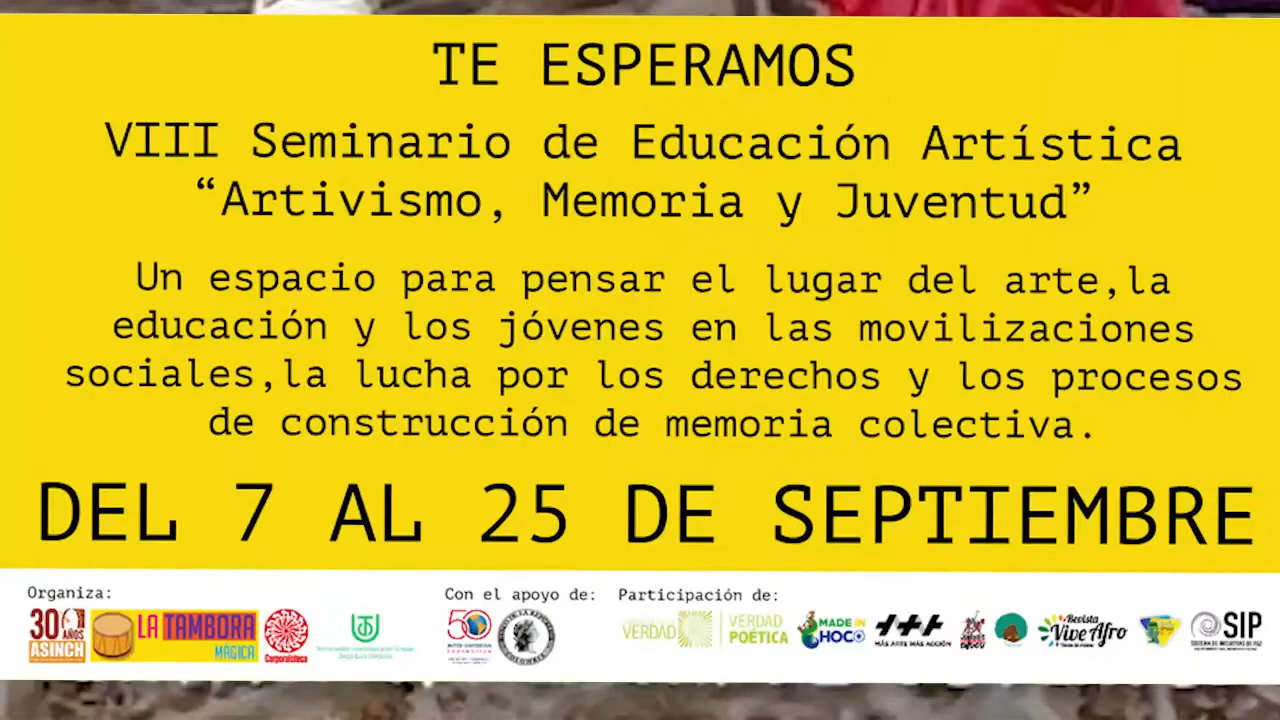 TE ESPERAMOS
VIII Seminario de Educación Artística
“Artivismo, Memoria y Juventud”
Un espacio para pensar el lugar del arte,la
educación y los jóvenes en las movilizaciones
sociales,la lucha por los derechos y los procesos
de construcción de memoria colectiva.
DEL 7 AL 25 DE SEPTIEMBRE
Organiza:
30 AÑOS
ASINCH
LA TAMBORA
MÁGICA
Con el apoyo de:
50
Participación de:
VERDAD
VERDAD
POÉTICA
MADE IN
CHOCO
MÁS ARTE MÁS ACCIÓN
Revista
Vive Afro
SIP